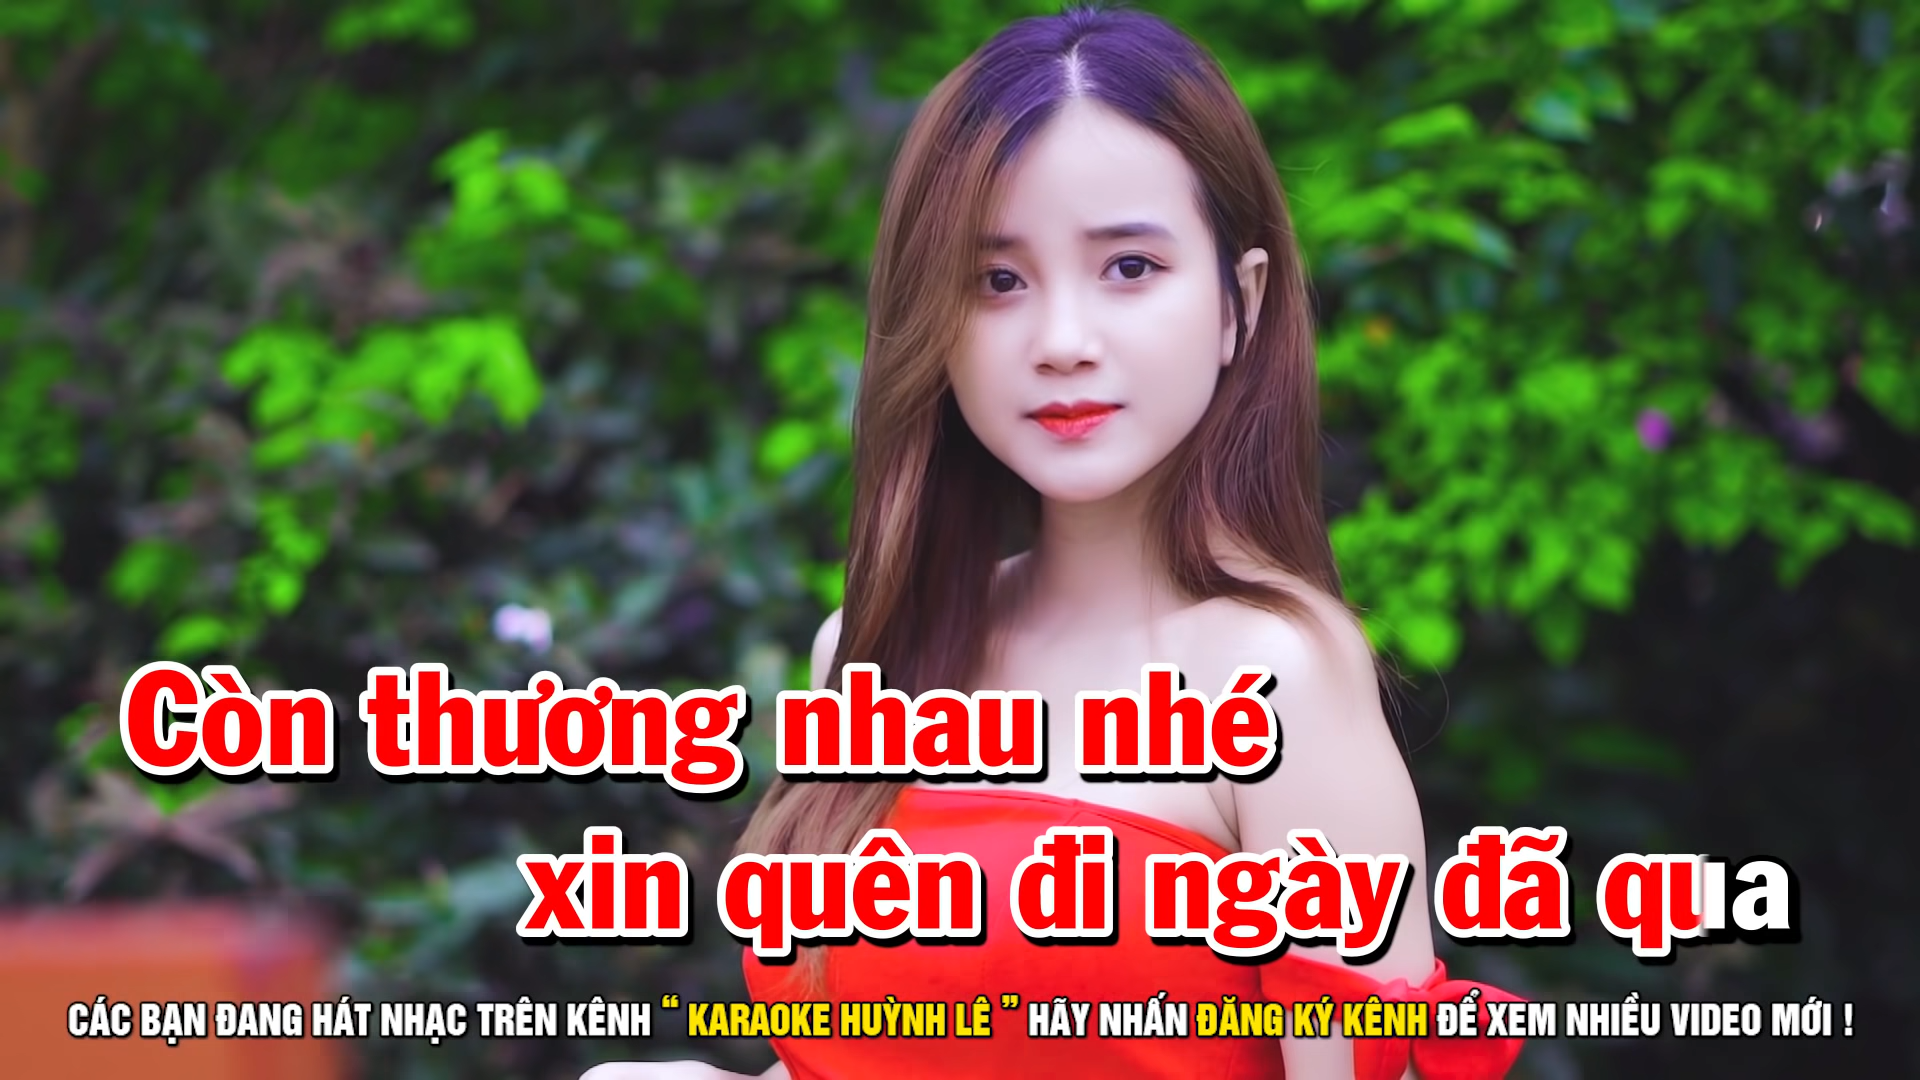 Còn thương nhau nhé
xin quên đi ngày đã qua
CÁC BẠN ĐANG HÁT NHẠC TRÊN KÊNH “ KARAOKE HUỲNH LÊ ” HÃY NHẤN ĐĂNG KÝ KÊNH ĐỂ XEM NHIỀU VIDEO MỚI !